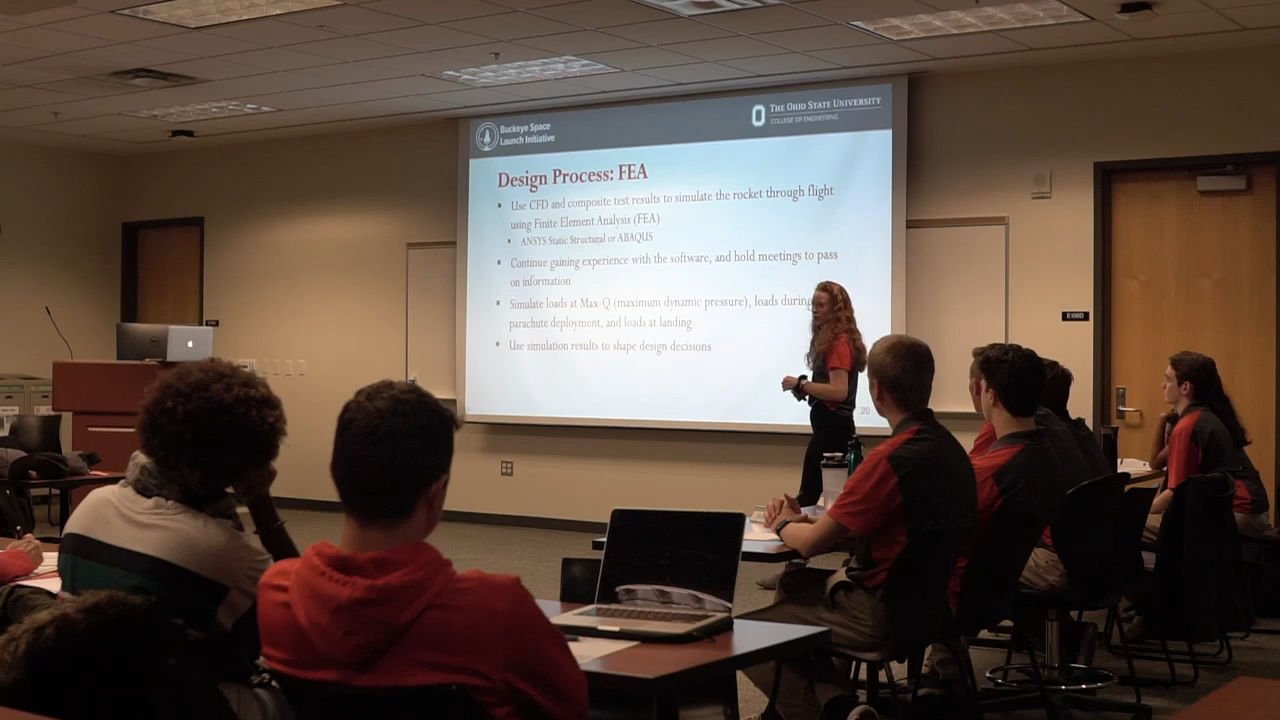 Buckeye Space
Launch Initiative
THE OHIO STATE UNIVERSITY
COLLEGE OF ENGINEERING
Design Process: FEA
Use CFD and composite test results to simulate the rocket through flight
using Finite Element Analysis (FEA)
ANSYS Static Structural or ABAQUS
Continue gaining experience with the software, and hold meetings to pass
on information
Simulate loads at Max-Q (maximum dynamic pressure), loads during
parachute deployment, and loads at landing
Use simulation results to shape design decisions
20